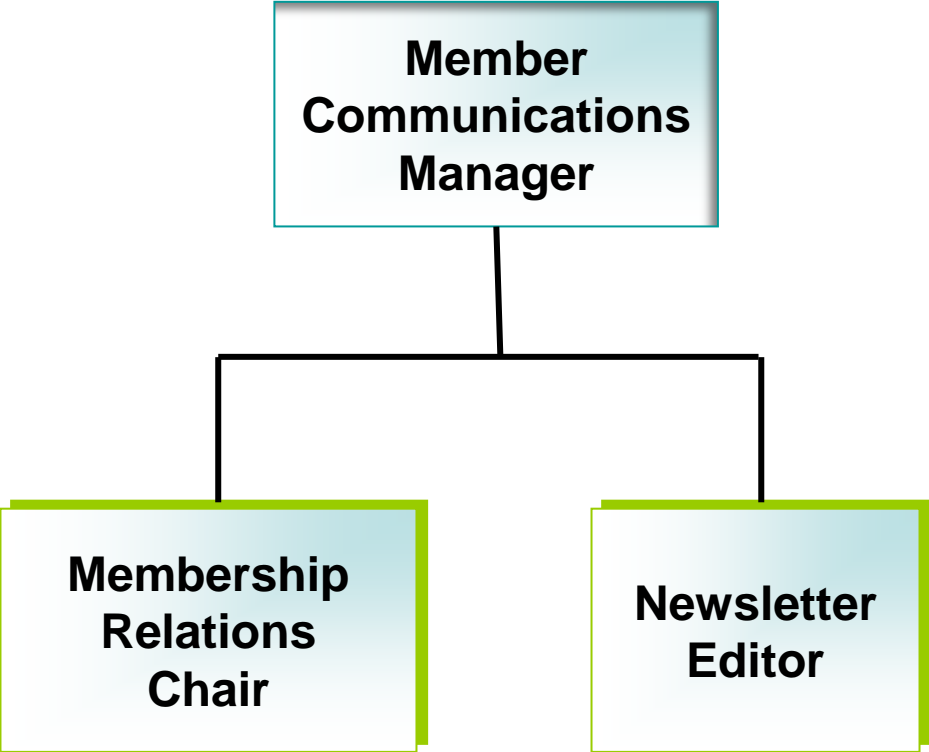 Member
Communications
Manager
Membership
Relations
Chair
Newsletter
Editor